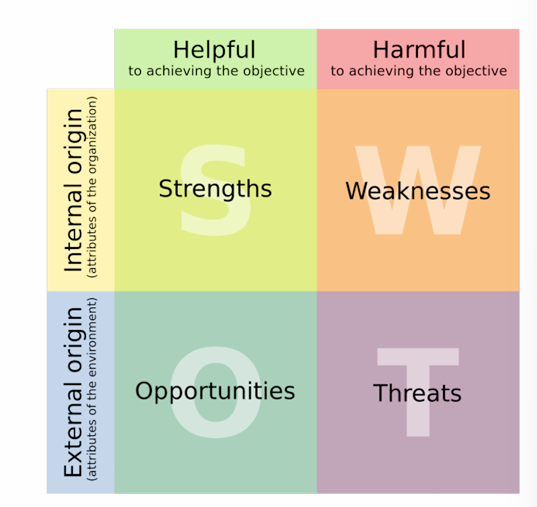 Helpful
to achieving the objective
Harmful
to achieving the objective
Internal origin
(attributes of the organization)
S
Strengths
W
Weaknesses
External origin
(attributes of the environment)
O
Opportunities
T
Threats